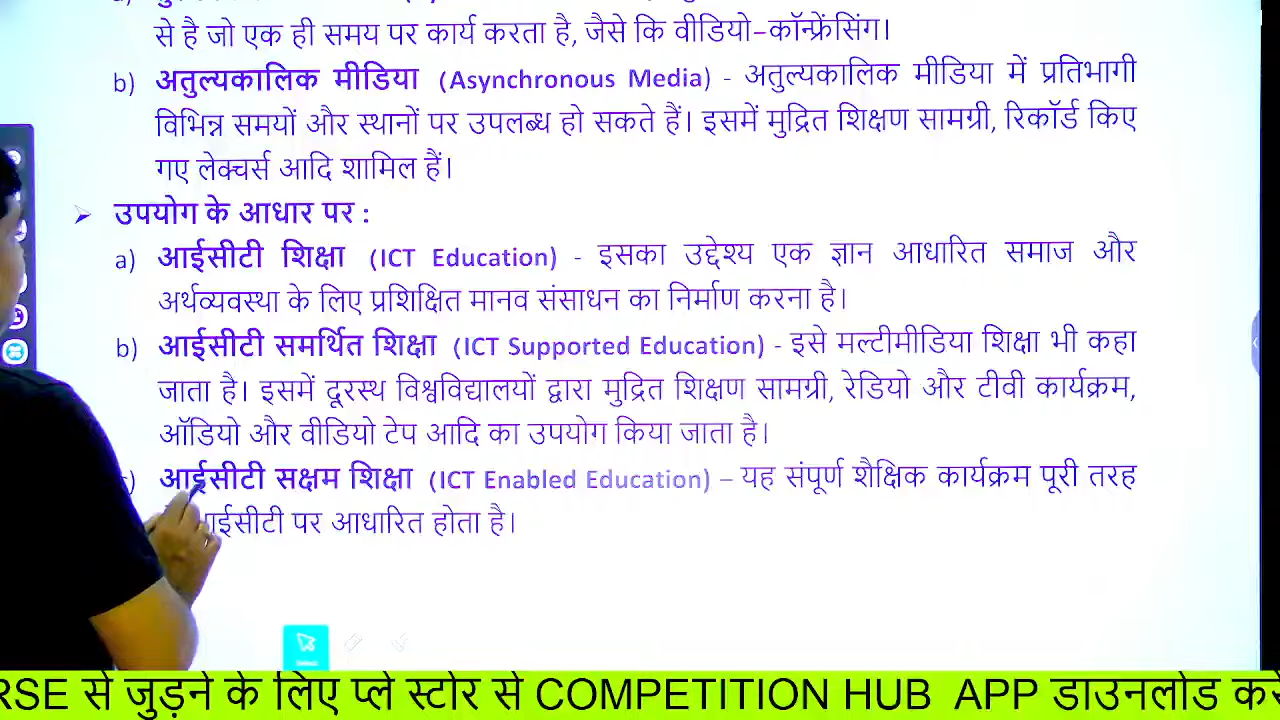 से है जो एक ही समय पर कार्य करता है, जैसे कि वीडियो–कॉन्फ्रेंसिंग।
b) अतुल्यकालिक मीडिया (Asynchronous Media) - अतुल्यकालिक मीडिया में प्रतिभागी
विभिन्न समयों और स्थानों पर उपलब्ध हो सकते हैं। इसमें मुद्रित शिक्षण सामग्री, रिकॉर्ड किए
गए लेक्चर्स आदि शामिल हैं।
➢ उपयोग के आधार पर :
a) आईसीटी शिक्षा (ICT Education) - इसका उद्देश्य एक ज्ञान आधारित समाज और
अर्थव्यवस्था के लिए प्रशिक्षित मानव संसाधन का निर्माण करना है।
b) आईसीटी समर्थित शिक्षा (ICT Supported Education) - इसे मल्टीमीडिया शिक्षा भी कहा
जाता है। इसमें दूरस्थ विश्वविद्यालयों द्वारा मुद्रित शिक्षण सामग्री, रेडियो और टीवी कार्यक्रम,
ऑडियो और वीडियो टेप आदि का उपयोग किया जाता है।
आईसीटी सक्षम शिक्षा (ICT Enabled Education) – यह संपूर्ण शैक्षिक कार्यक्रम पूरी तरह
आईसीटी पर आधारित होता है।
RSE से जुड़ने के लिए प्ले स्टोर से COMPETITION HUB APP डाउनलोड करे